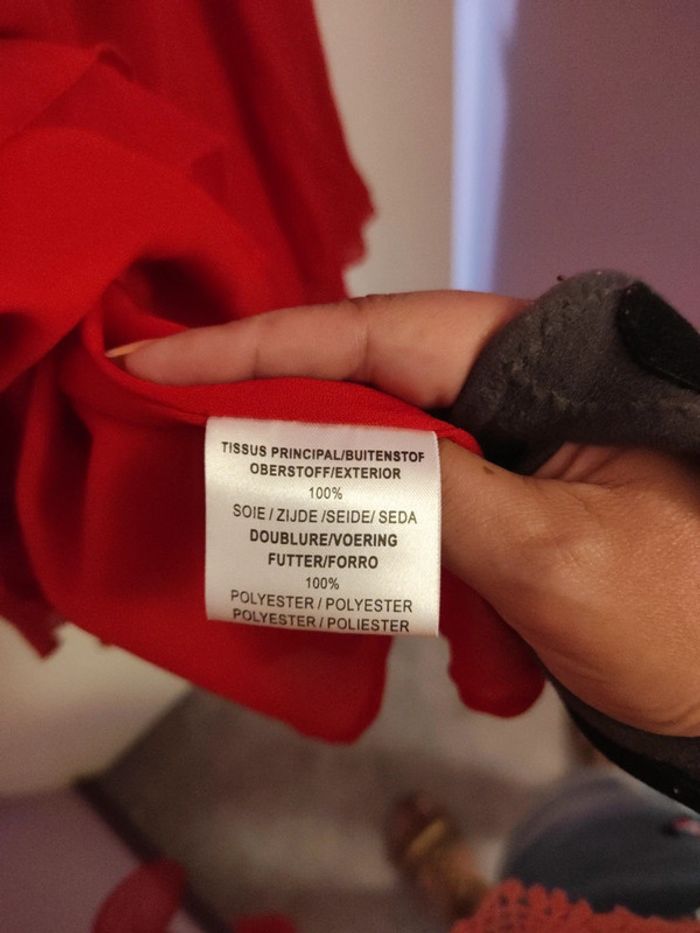 TISSUS PRINCIPAL/BUITENSTOF
OBERSTOFF/EXTERIOR
100%
SOIE / ZIJDE /SEIDE/ SEDA
DOUBLURE/VOERING
FUTTER/FORRO
100%
POLYESTER / POLYESTER
POLYESTER / POLIESTER